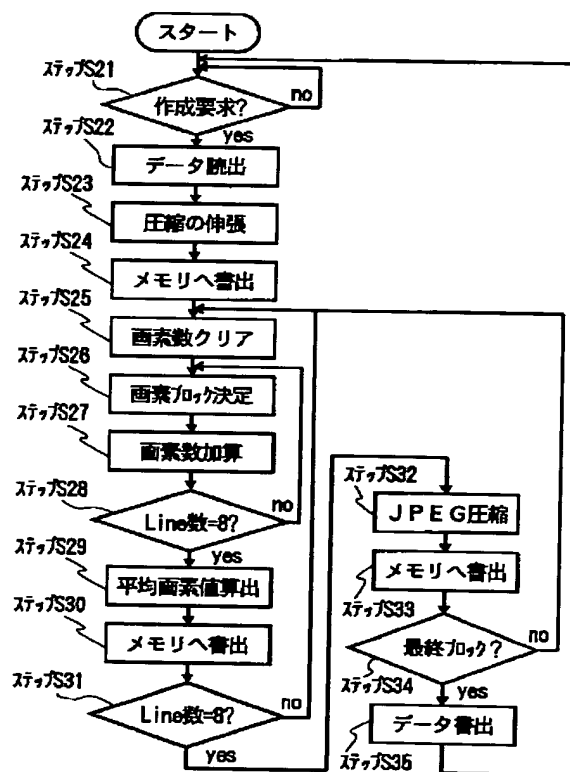 スタート
ステップS21
作成要求?
no
yes
ステップS22
データ読出
ステップS23
圧縮の伸張
ステップS24
メモリへ書出
ステップS25
画素数クリア
ステップS26
画素ブロック決定
ステップS27
画素数加算
ステップS28
Line数=8?
no
yes
ステップS29
平均画素値算出
ステップS30
メモリへ書出
ステップS31
Line数=8?
no
yes
ステップS32
JPEG圧縮
メモリへ書出
ステップS33
最終ブロック?
no
ステップS34
yes
データ書出
ステップS35